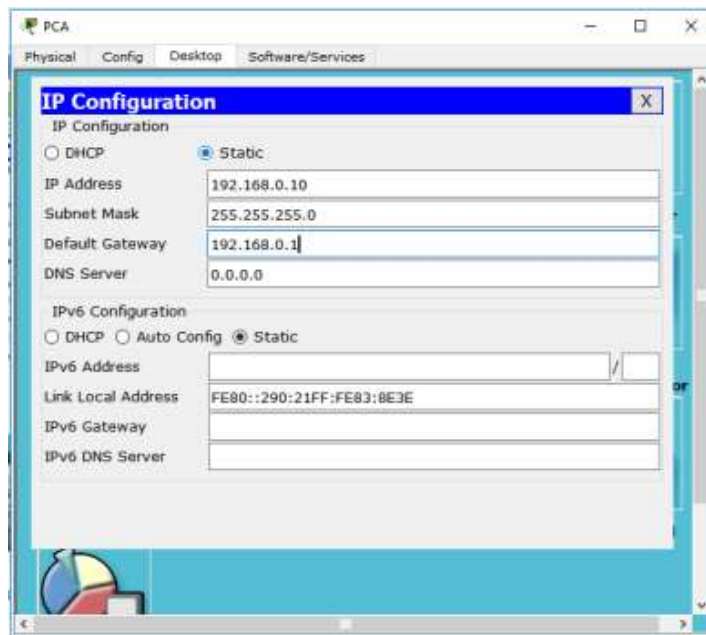 PCA
Physical Config Desktop Software/Services
IP Configuration X
IP Configuration
DHCP Static
IP Address 192.168.0.10
Subnet Mask 255.255.255.0
Default Gateway 192.168.0.1
DNS Server 0.0.0.0
IPv6 Configuration
DHCP Auto Config Static
IPv6 Address /
Link Local Address FE80::290:21FF:FE83:8E3E
IPv6 Gateway
IPv6 DNS Server
or